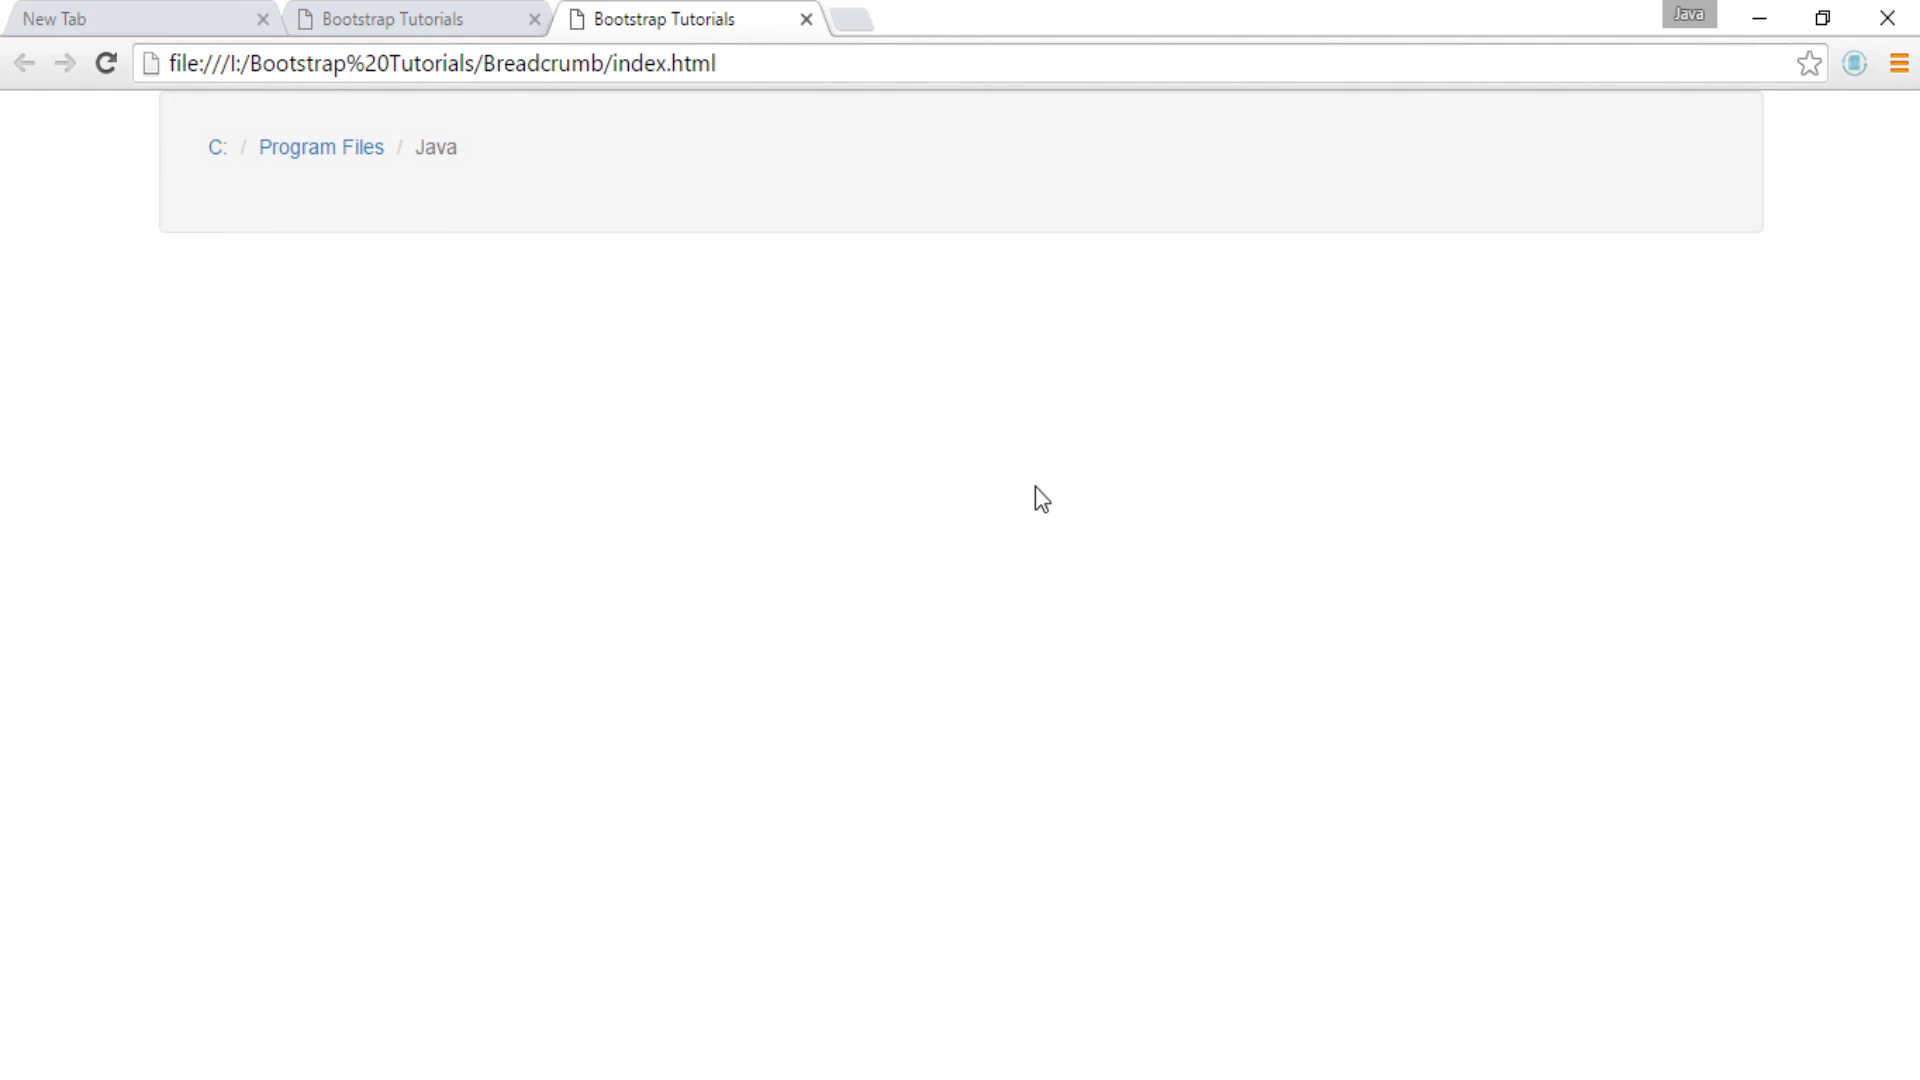 New Tab
Bootstrap Tutorials
Bootstrap Tutorials
Java
file:///I:/Bootstrap%20Tutorials/Breadcrumb/index.html
C: / Program Files / Java